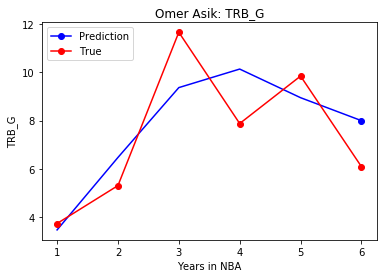 Omer Asik: TRB_G
Prediction
True
12
10
8
6
4
TRB_G
1 2 3 4 5 6
Years in NBA